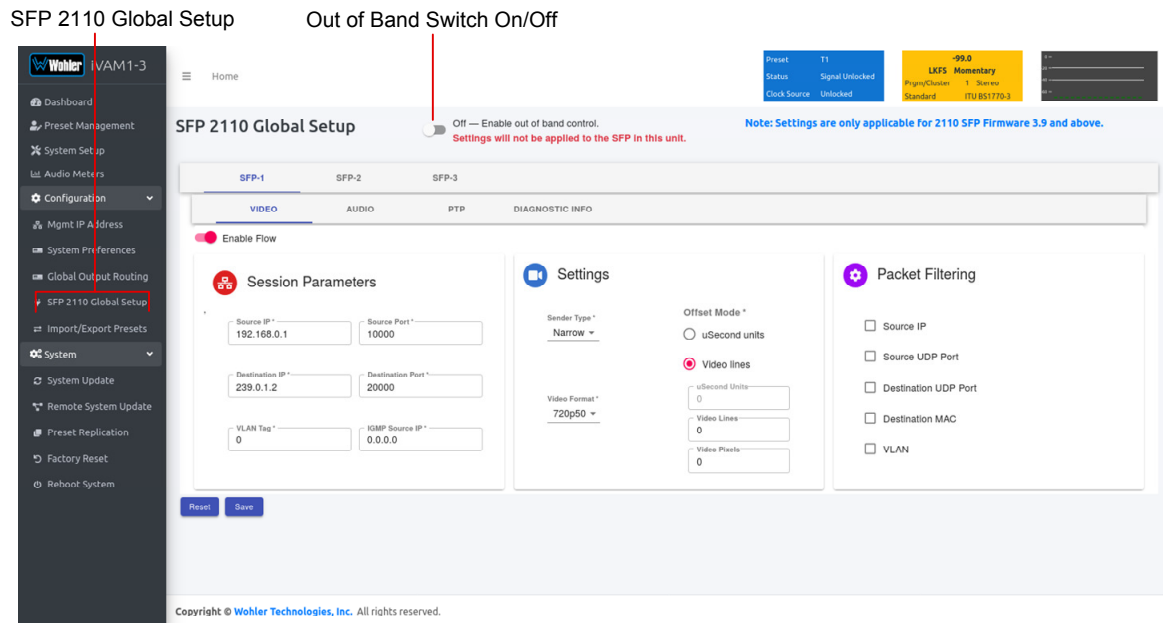 SFP 2110 Global Setup
Out of Band Switch On/Off
Wohler iVAM1-3
Home
Preset T1
Status Signal Unlocked
Clock Source Unlocked
-99.0
LKFS Momentary
Prgm/Cluster 1 Stereo
Standard ITU BS1770-3
Dashboard
Preset Management
System Setup
Audio Meters
Configuration
Mgmt IP Address
System Preferences
Global Output Routing
SFP 2110 Global Setup
Import/Export Presets
System
System Update
Remote System Update
Preset Replication
Factory Reset
Reboot System
SFP 2110 Global Setup
Off — Enable out of band control.
Settings will not be applied to the SFP in this unit.
Note: Settings are only applicable for 2110 SFP Firmware 3.9 and above.
SFP-1 SFP-2 SFP-3
VIDEO AUDIO PTP DIAGNOSTIC INFO
Enable Flow
Session Parameters
Source IP * Source Port *
192.168.0.1 10000
Destination IP * Destination Port *
239.0.1.2 20000
VLAN Tag * IGMP Source IP *
0 0.0.0.0
Settings
Sender Type *
Narrow
Video Format *
720p50
Offset Mode *
uSecond units
Video lines
uSecond Units
0
Video Lines
0
Video Pixels
0
Packet Filtering
Source IP
Source UDP Port
Destination UDP Port
Destination MAC
VLAN
Reset Save
Copyright © Wohler Technologies, Inc. All rights reserved.